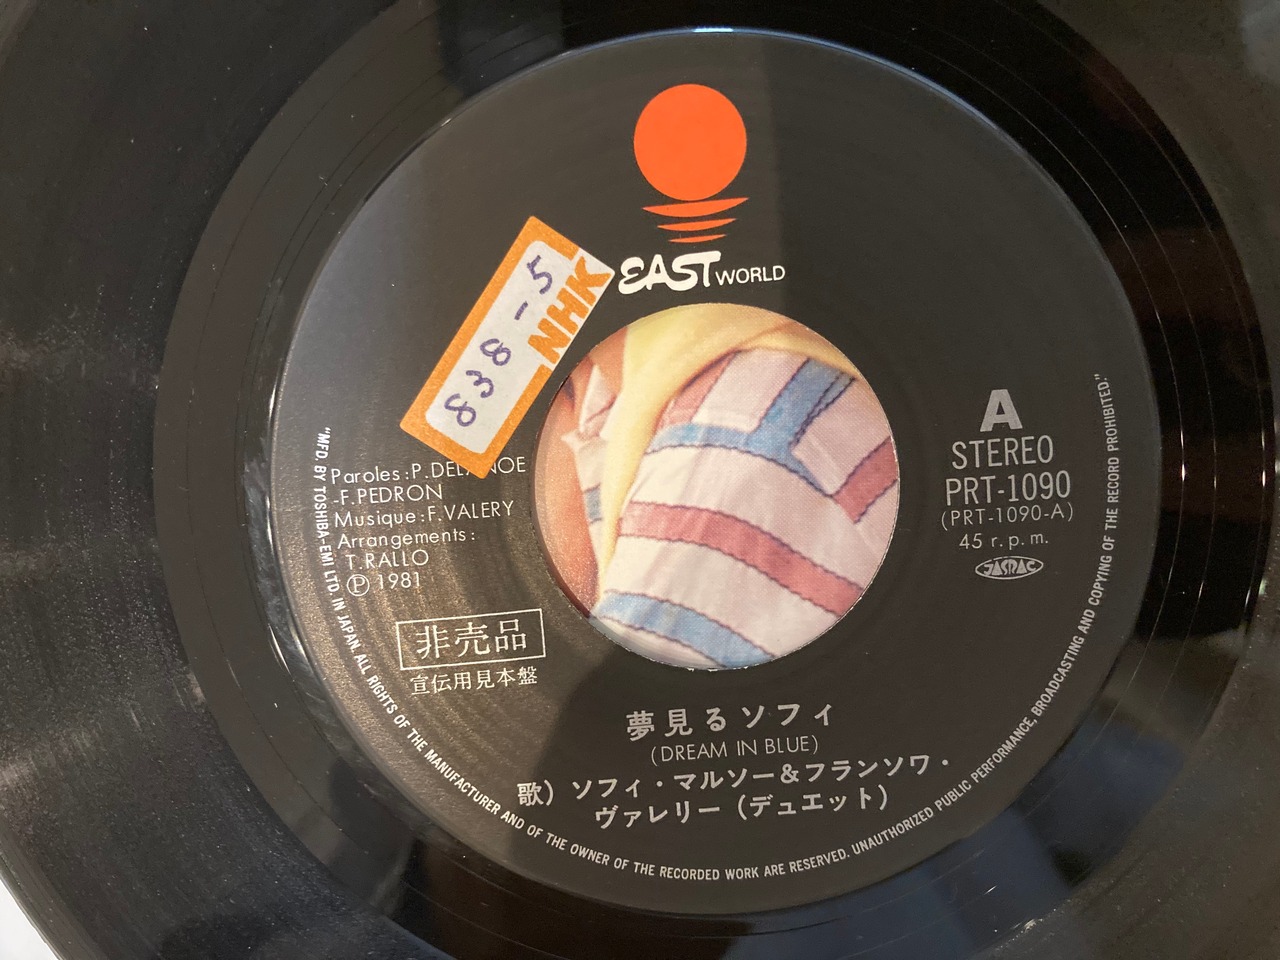 EAST WORLD
838-5
NHK
A
STEREO
PRT-1090
(PRT-1090-A)
45 r.p.m.
JASRAC
Paroles:P.DELANOE
-F.PEDRON
Musique:F.VALERY
Arrangements:
T.RALLO
Ⓟ 1981
非売品
宣伝用見本盤
夢見るソフィ
(DREAM IN BLUE)
歌）ソフィ・マルソー&フランソワ・
ヴァレリー（デュエット）
"MFD. BY TOSHIBA-EMI LTD. IN JAPAN. ALL RIGHTS OF THE MANUFACTURER AND OF THE OWNER OF THE RECORDED WORK ARE RESERVED. UNAUTHORIZED PUBLIC PERFORMANCE, BROADCASTING AND COPYING OF THE RECORD PROHIBITED."